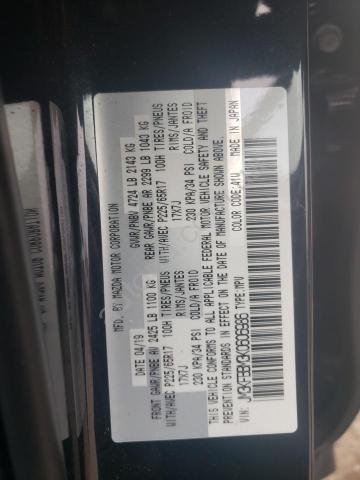 MFD. BY MAZDA MOTOR CORPORATION
DATE 04/19
GVWR/PNBV 4724 LB 2143 KG
FRONT GAWR/PNBE AV 2425 LB 1100 KG
REAR GAWR/PNBE AR 2299 LB 1043 KG
WITH/AVEC P225/65R17 100H TIRES/PNEUS
WITH/AVEC P225/65R17 100H TIRES/PNEUS
17X7J RIMS/JANTES
17X7J RIMS/JANTES
230 KPA/34 PSI COLD/A FROID
230 KPA/34 PSI COLD/A FROID
THIS VEHICLE CONFORMS TO ALL APPLICABLE FEDERAL MOTOR VEHICLE SAFETY AND THEFT
PREVENTION STANDARDS IN EFFECT ON THE DATE OF MANUFACTURE SHOWN ABOVE.
COLOR CODE:41W MADE IN JAPAN
VIN: TYPE:MPV